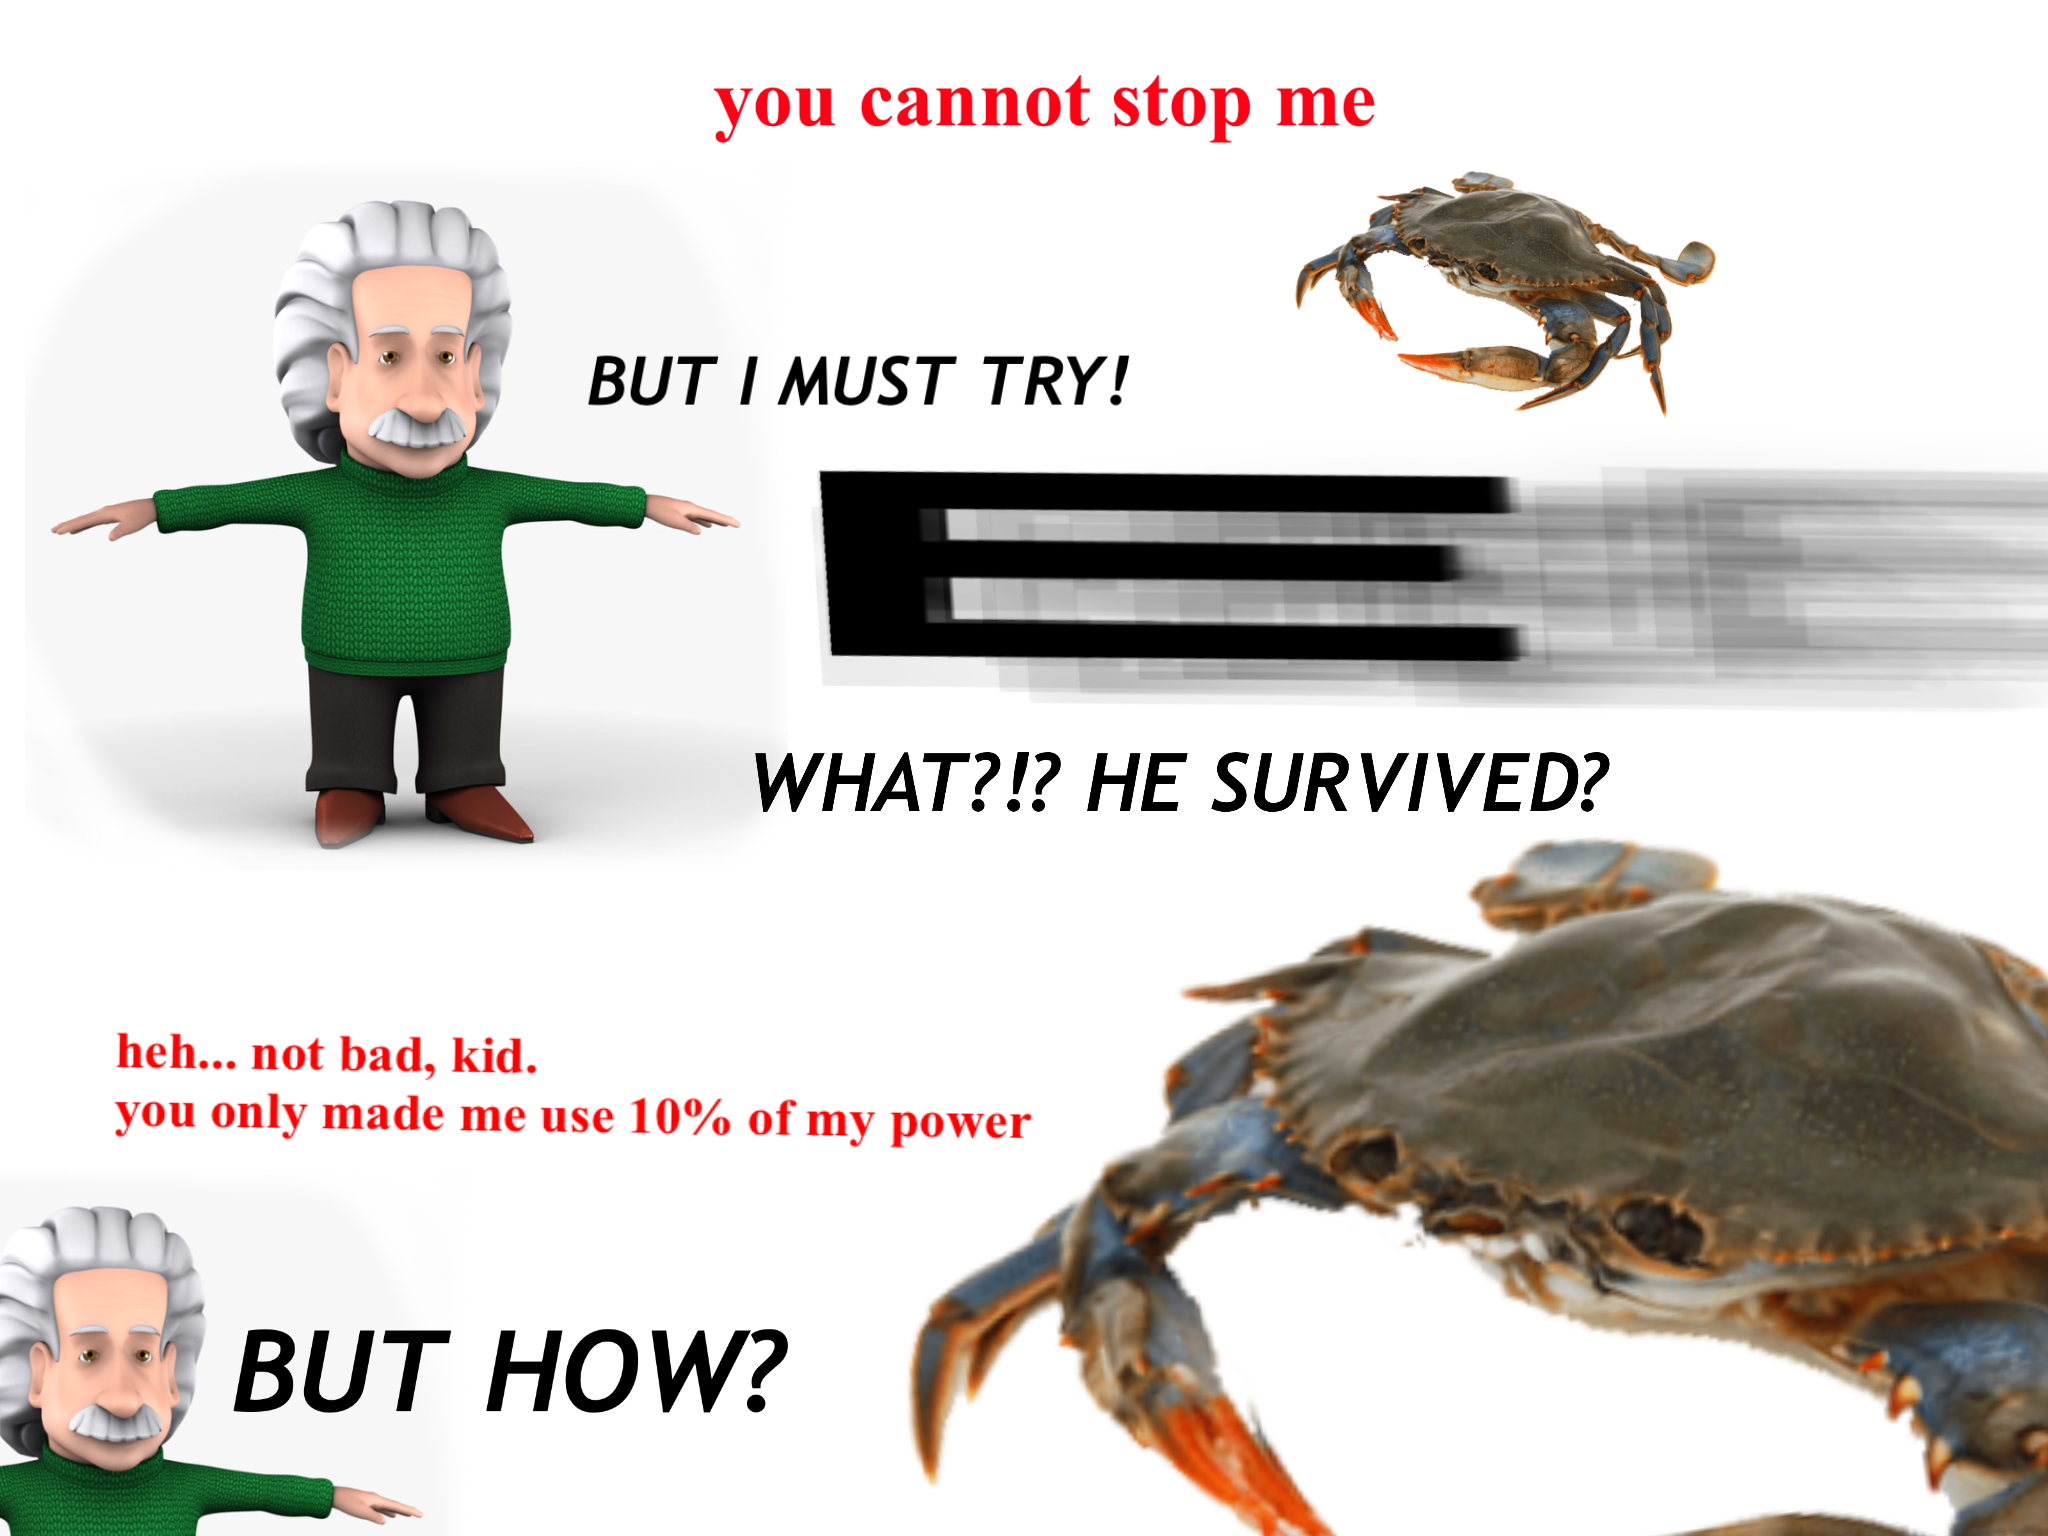 you cannot stop me
BUT I MUST TRY!
E
WHAT?!? HE SURVIVED?
heh... not bad, kid.
you only made me use 10% of my power
BUT HOW?